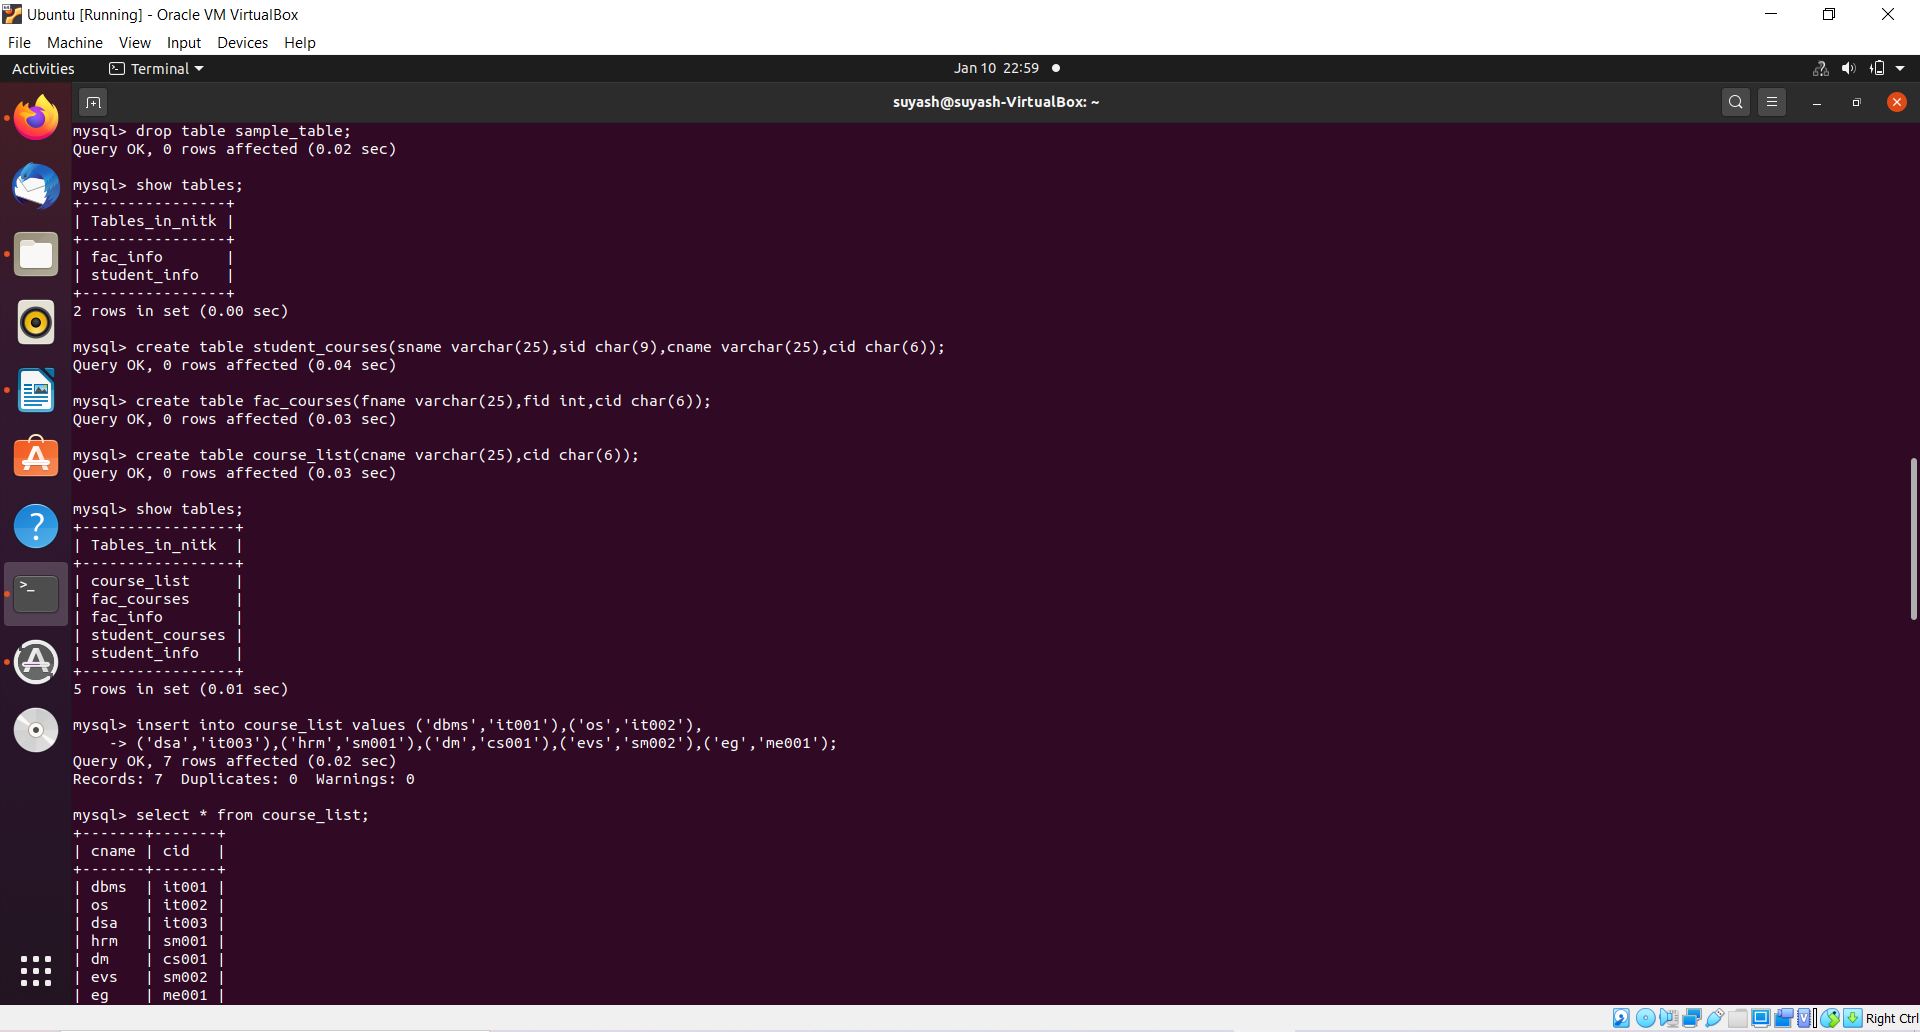 Ubuntu [Running] - Oracle VM VirtualBox
File Machine View Input Devices Help
Activities Terminal Jan 10 22:59
suyash@suyash-VirtualBox: ~
mysql> drop table sample_table;
Query OK, 0 rows affected (0.02 sec)
mysql> show tables;
+----------------+
| Tables_in_nitk |
+----------------+
| fac_info       |
| student_info   |
+----------------+
2 rows in set (0.00 sec)
mysql> create table student_courses(sname varchar(25),sid char(9),cname varchar(25),cid char(6));
Query OK, 0 rows affected (0.04 sec)
mysql> create table fac_courses(fname varchar(25),fid int,cid char(6));
Query OK, 0 rows affected (0.03 sec)
mysql> create table course_list(cname varchar(25),cid char(6));
Query OK, 0 rows affected (0.03 sec)
mysql> show tables;
+-----------------+
| Tables_in_nitk  |
+-----------------+
| course_list     |
| fac_courses     |
| fac_info        |
| student_courses |
| student_info    |
+-----------------+
5 rows in set (0.01 sec)
mysql> insert into course_list values ('dbms','it001'),('os','it002'),
    -> ('dsa','it003'),('hrm','sm001'),('dm','cs001'),('evs','sm002'),('eg','me001');
Query OK, 7 rows affected (0.02 sec)
Records: 7  Duplicates: 0  Warnings: 0
mysql> select * from course_list;
+-------+-------+
| cname | cid   |
+-------+-------+
| dbms  | it001 |
| os    | it002 |
| dsa   | it003 |
| hrm   | sm001 |
| dm    | cs001 |
| evs   | sm002 |
| eg    | me001 |
Right Ctrl